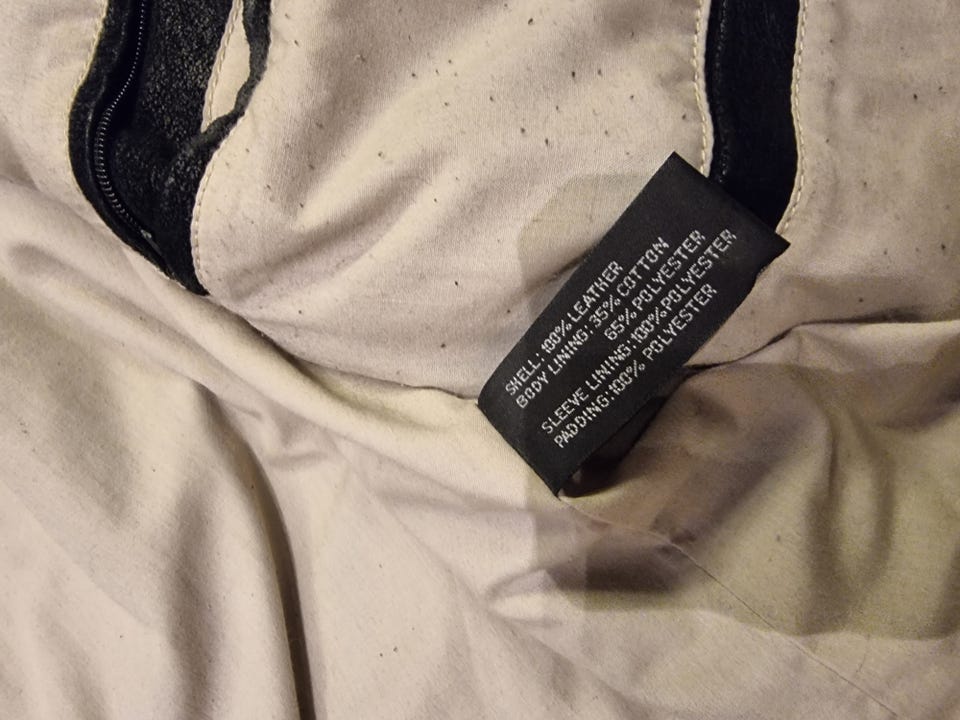 SHELL: 100% LEATHER
BODY LINING: 35% COTTON
65% POLYESTER
SLEEVE LINING: 100% POLYESTER
PADDING: 100% POLYESTER